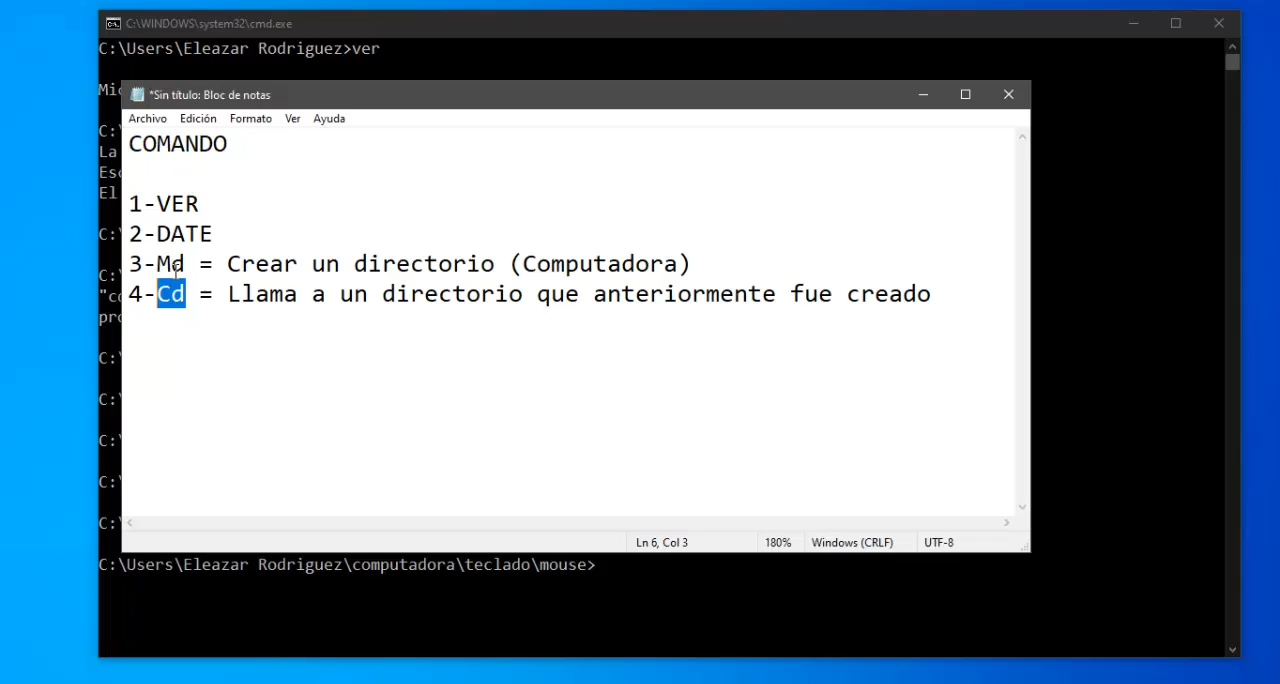 C:\WINDOWS\system32\cmd.exe
C:\Users\Eleazar Rodriguez>ver
*Sin título: Bloc de notas
Archivo Edición Formato Ver Ayuda
COMANDO
1-VER
2-DATE
3-Md = Crear un directorio (Computadora)
4-Cd = Llama a un directorio que anteriormente fue creado
C:\
La
El
C:\
C:\
C:\
C:\
C:\
C:\
C:\
Ln 6, Col 3 180% Windows (CRLF) UTF-8
C:\Users\Eleazar Rodriguez\computadora\teclado\mouse>